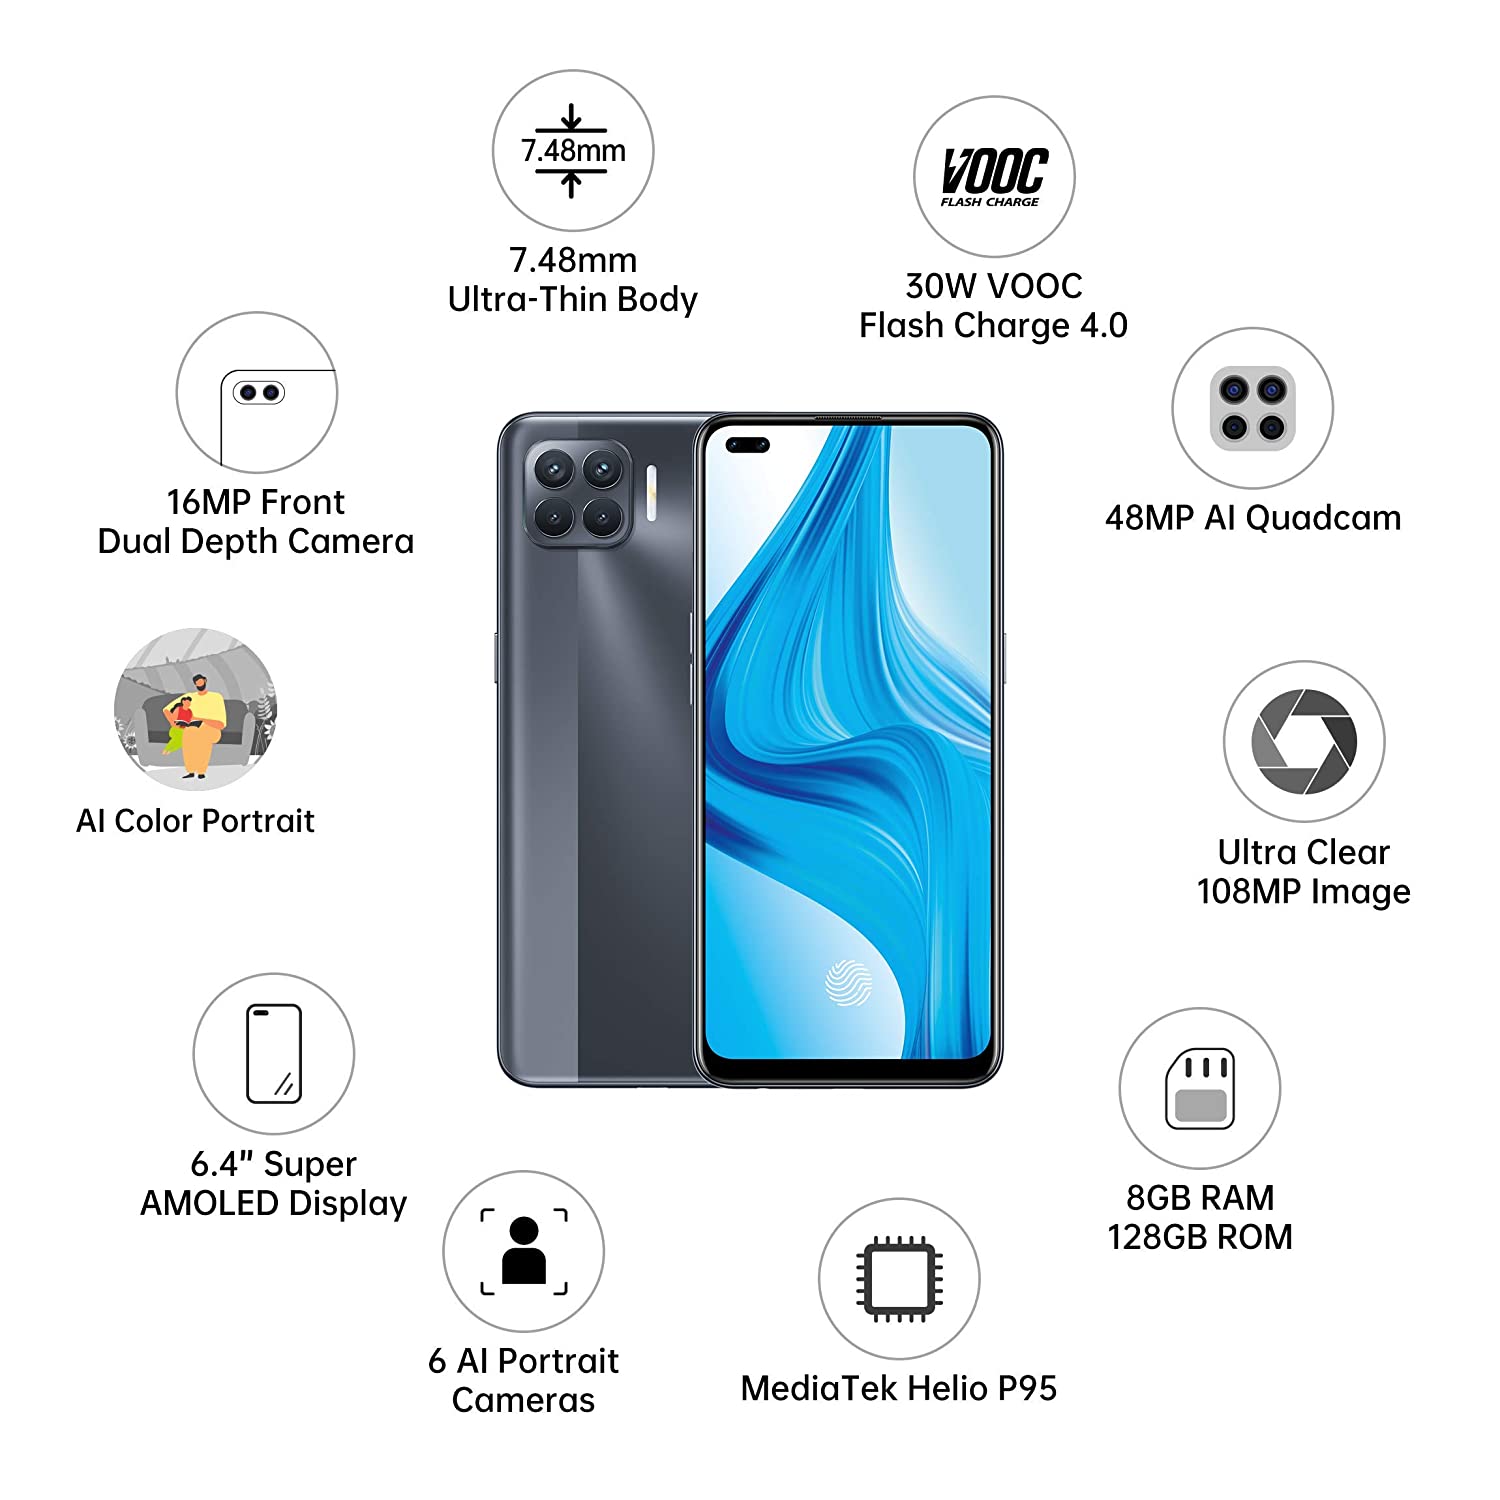 7.48mm
7.48mm
Ultra-Thin Body
VOOC
FLASH CHARGE
30W VOOC
Flash Charge 4.0
16MP Front
Dual Depth Camera
48MP AI Quadcam
AI Color Portrait
Ultra Clear
108MP Image
6.4” Super
AMOLED Display
8GB RAM
128GB ROM
6 AI Portrait
Cameras
MediaTek Helio P95